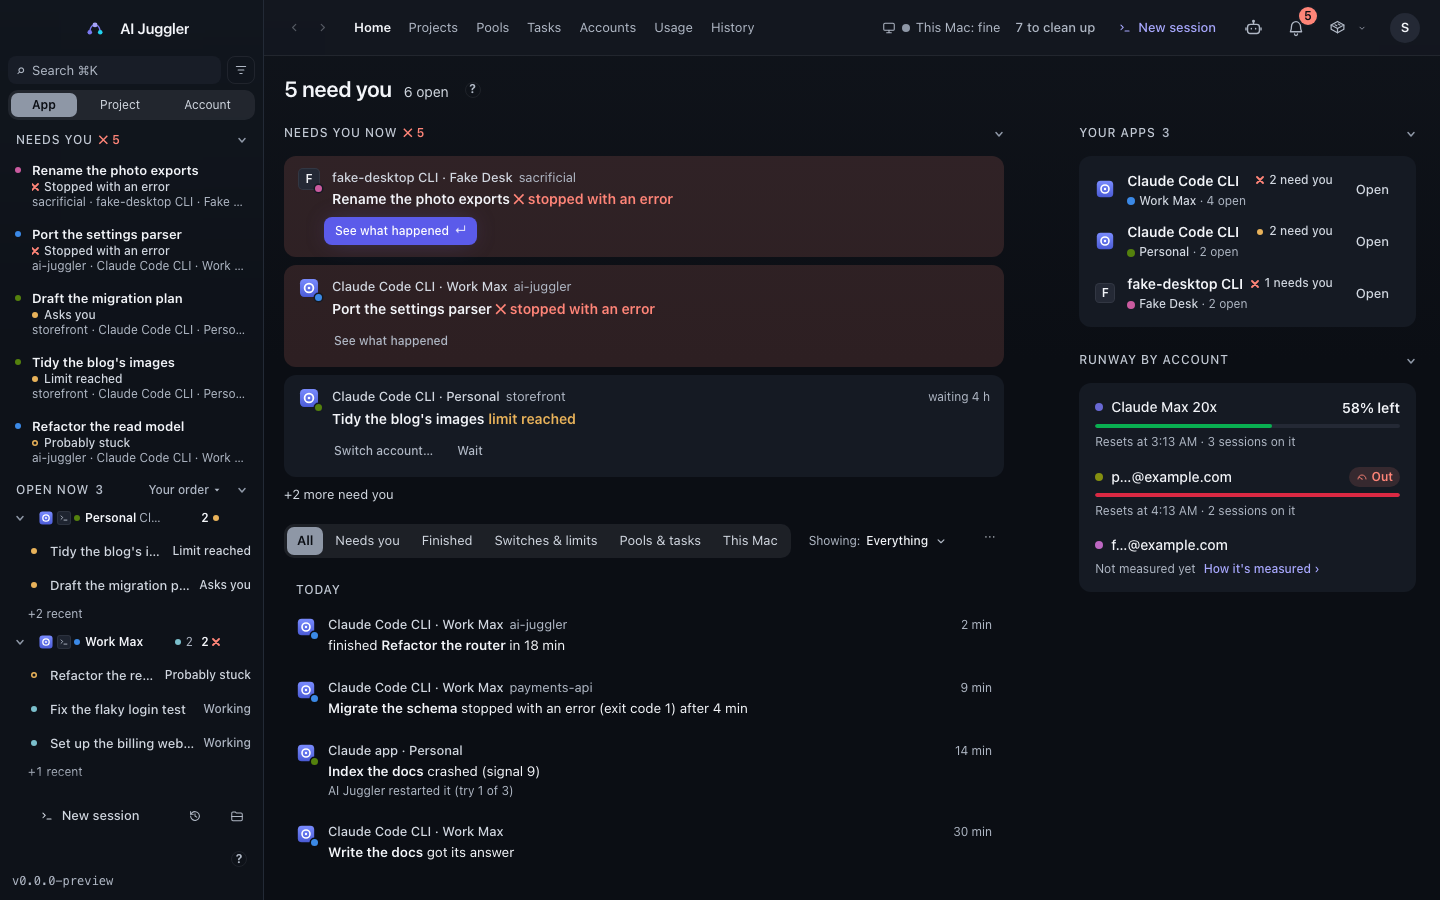 AI Juggler
Search ⌘K
App Project Account
NEEDS YOU 5
Rename the photo exports
Stopped with an error
sacrificial · fake-desktop CLI · Fake ...
Port the settings parser
Stopped with an error
ai-juggler · Claude Code CLI · Work ...
Draft the migration plan
Asks you
storefront · Claude Code CLI · Perso...
Tidy the blog's images
Limit reached
storefront · Claude Code CLI · Perso...
Refactor the read model
Probably stuck
ai-juggler · Claude Code CLI · Work ...
OPEN NOW 3 Your order
Personal Cl... 2
Tidy the blog's i... Limit reached
Draft the migration p... Asks you
+2 recent
Work Max 2 2
Refactor the re... Probably stuck
Fix the flaky login test Working
Set up the billing web... Working
+1 recent
New session
?
v0.0.0-preview
Home Projects Pools Tasks Accounts Usage History
This Mac: fine 7 to clean up New session 5 S
5 need you 6 open ?
NEEDS YOU NOW 5
F fake-desktop CLI · Fake Desk sacrificial
Rename the photo exports stopped with an error
See what happened
Claude Code CLI · Work Max ai-juggler
Port the settings parser stopped with an error
See what happened
Claude Code CLI · Personal storefront waiting 4 h
Tidy the blog's images limit reached
Switch account... Wait
+2 more need you
All Needs you Finished Switches & limits Pools & tasks This Mac Showing: Everything ...
TODAY
Claude Code CLI · Work Max ai-juggler 2 min
finished Refactor the router in 18 min
Claude Code CLI · Work Max payments-api 9 min
Migrate the schema stopped with an error (exit code 1) after 4 min
Claude app · Personal 14 min
Index the docs crashed (signal 9)
AI Juggler restarted it (try 1 of 3)
Claude Code CLI · Work Max 30 min
Write the docs got its answer
YOUR APPS 3
Claude Code CLI 2 need you Open
Work Max · 4 open
Claude Code CLI 2 need you Open
Personal · 2 open
F fake-desktop CLI 1 needs you Open
Fake Desk · 2 open
RUNWAY BY ACCOUNT
Claude Max 20x 58% left
Resets at 3:13 AM · 3 sessions on it
p...@example.com Out
Resets at 4:13 AM · 2 sessions on it
f...@example.com
Not measured yet How it's measured ›